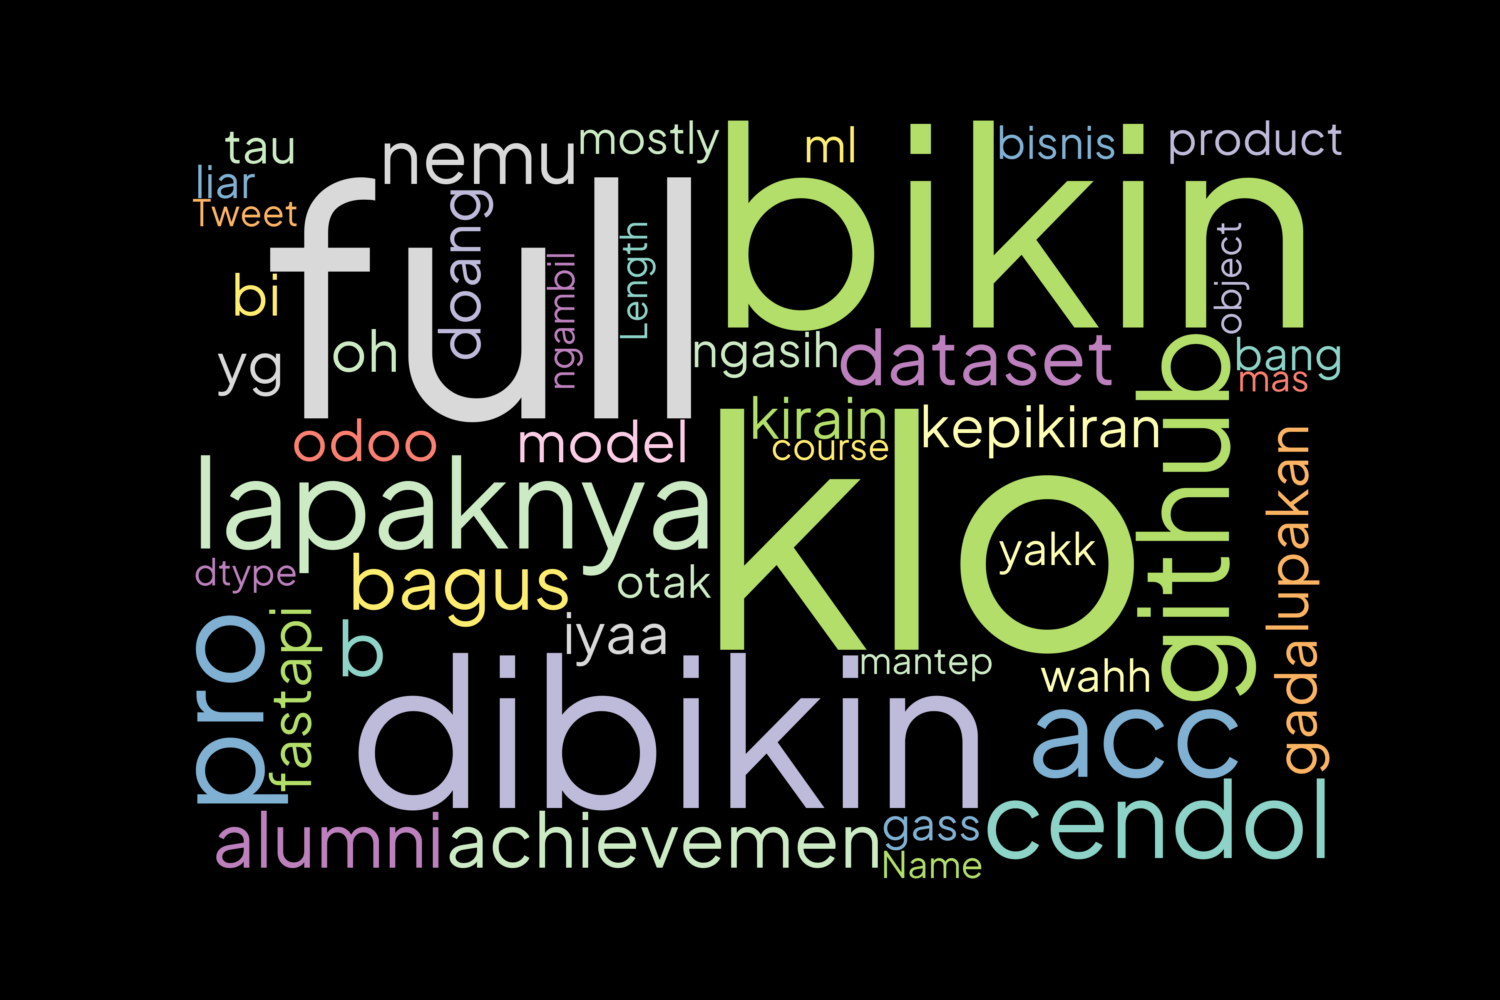 tau
liar
Tweet
nemu
mostly
ml
bikin
bisnis
product
full
doang
ngambil
Length
object
bi
yg
oh
ngasih
dataset
bang
mas
github
odoo
model
kirain
course
kepikiran
klo
yakk
lapaknya
gadalupakan
dtype
bagus
otak
pro
fastapi
b
iyaa
dibikin
mantep
wahh
acc
alumni
achievemen
gass
Name
cendol